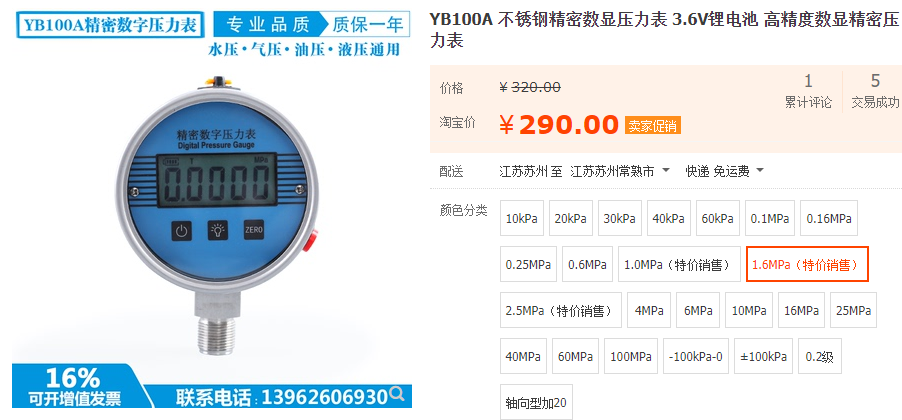 YB100A精密数字压力表
专业品质 质保一年
水压·气压·油压·液压通用
精密数字压力表
Digital Pressure Gauge
1 MPa
0.0000
ZERO
16%
可开增值发票
联系电话:13962606930
YB100A 不锈钢精密数显压力表 3.6V锂电池 高精度数显精密压
力表
价格 ¥ 320.00
1 5
累计评论 交易成功
淘宝价 ¥ 290.00 卖家促销
配送 江苏苏州 至 江苏苏州常熟市 快递 免运费
颜色分类 10kPa 20kPa 30kPa 40kPa 60kPa 0.1MPa 0.16MPa
0.25MPa 0.6MPa 1.0MPa（特价销售） 1.6MPa（特价销售）
2.5MPa（特价销售） 4MPa 6MPa 10MPa 16MPa 25MPa
40MPa 60MPa 100MPa -100kPa-0 ±100kPa 0.2级
轴向型加20